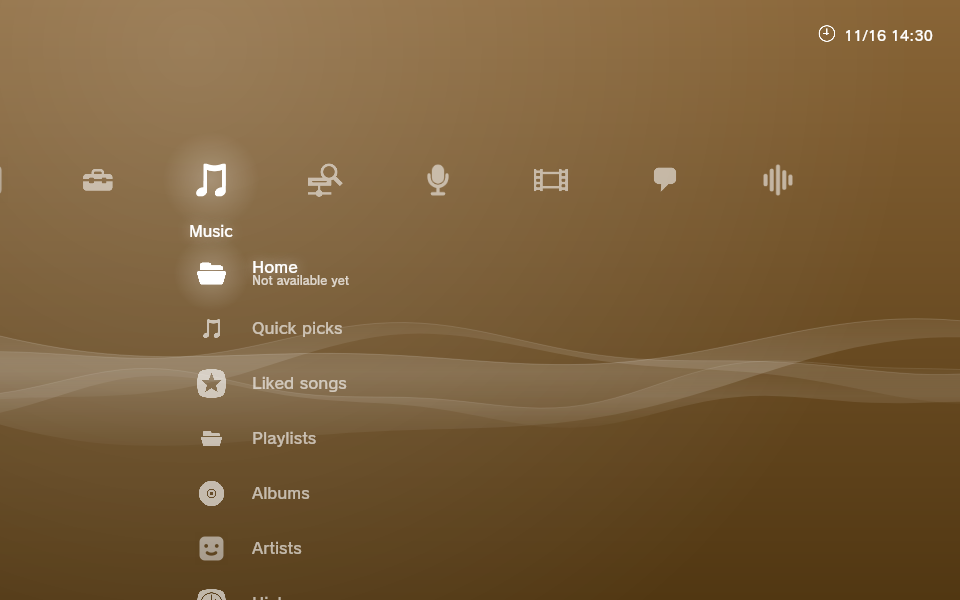 11/16 14:30
Music
Home
Not available yet
Quick picks
Liked songs
Playlists
Albums
Artists